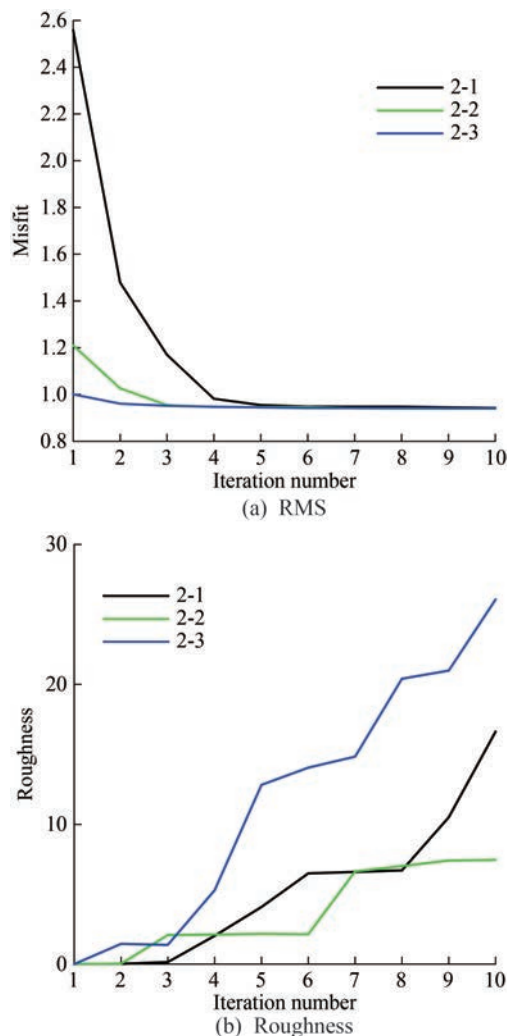 2.6
2.4
2.2
2.0
1.8
1.6
1.4
1.2
1.0
0.8
Misfit
2-1
2-2
2-3
1 2 3 4 5 6 7 8 9 10
Iteration number
(a) RMS
30
20
10
0
Roughness
2-1
2-2
2-3
1 2 3 4 5 6 7 8 9 10
Iteration number
(b) Roughness